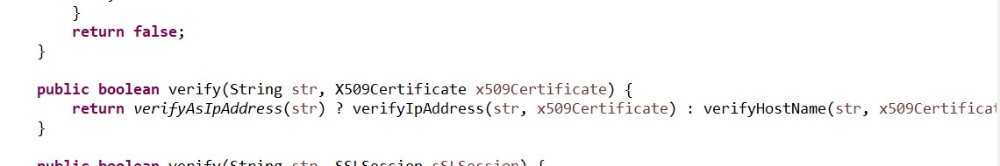 }
return false;
}
public boolean verify(String str, X509Certificate x509Certificate) {
return verifyAsIpAddress(str) ? verifyIpAddress(str, x509Certificate) : verifyHostName(str, x509Certificat
}
public boolean verify(String str, SSLSession sSLSession) {